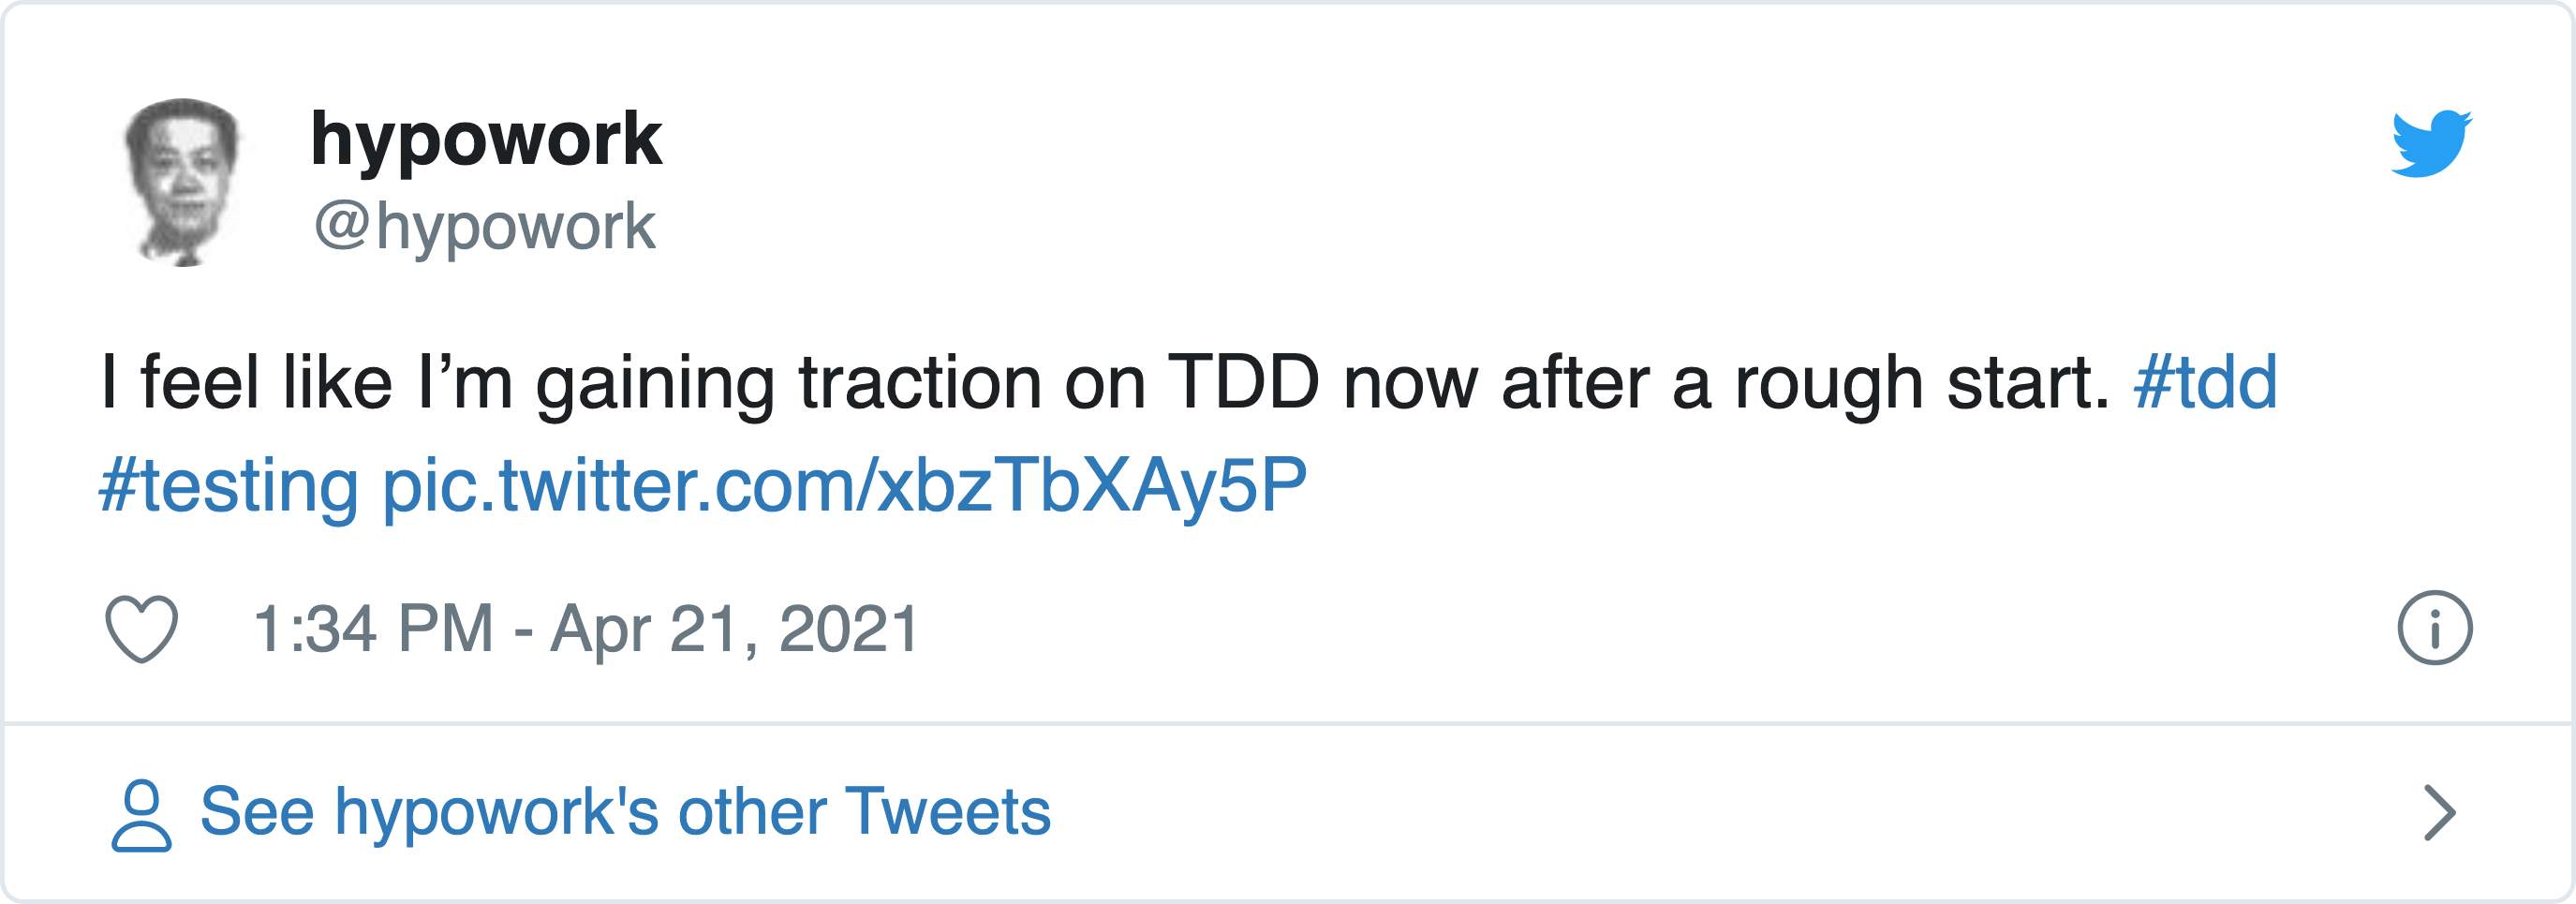 hypowork
@hypowork
I feel like I’m gaining traction on TDD now after a rough start. #tdd
#testing pic.twitter.com/xbzTbXAy5P
1:34 PM - Apr 21, 2021
See hypowork's other Tweets